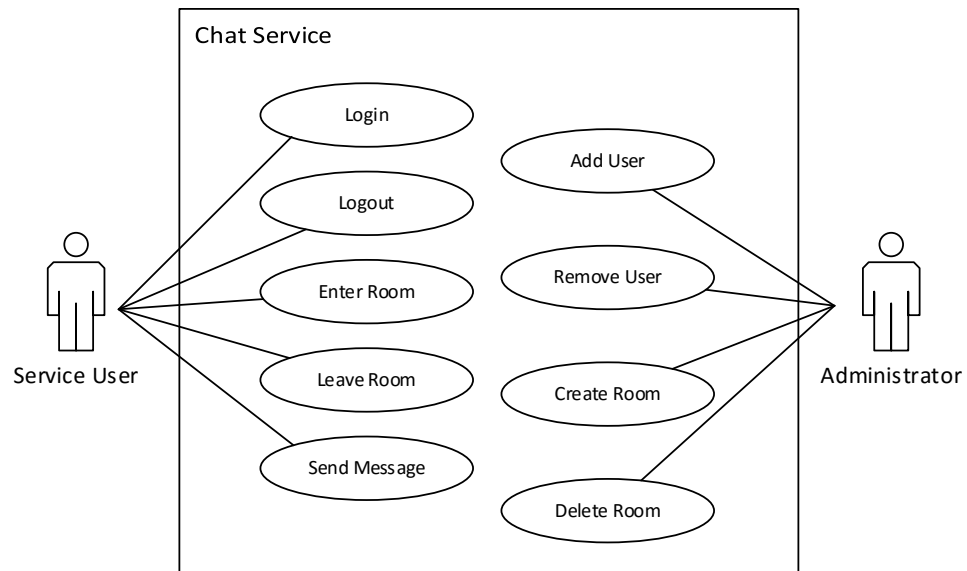 Chat Service
Login
Logout
Enter Room
Leave Room
Send Message
Add User
Remove User
Create Room
Delete Room
Service User
Administrator